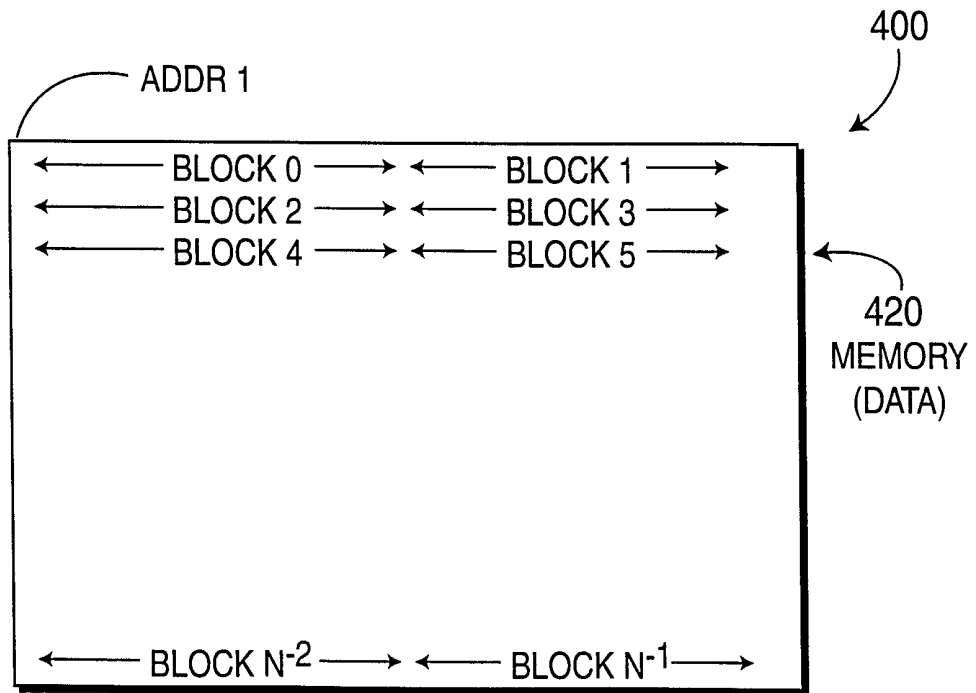 400
ADDR 1
BLOCK 0 BLOCK 1
BLOCK 2 BLOCK 3
BLOCK 4 BLOCK 5
420
MEMORY
(DATA)
BLOCK N⁻² BLOCK N⁻¹